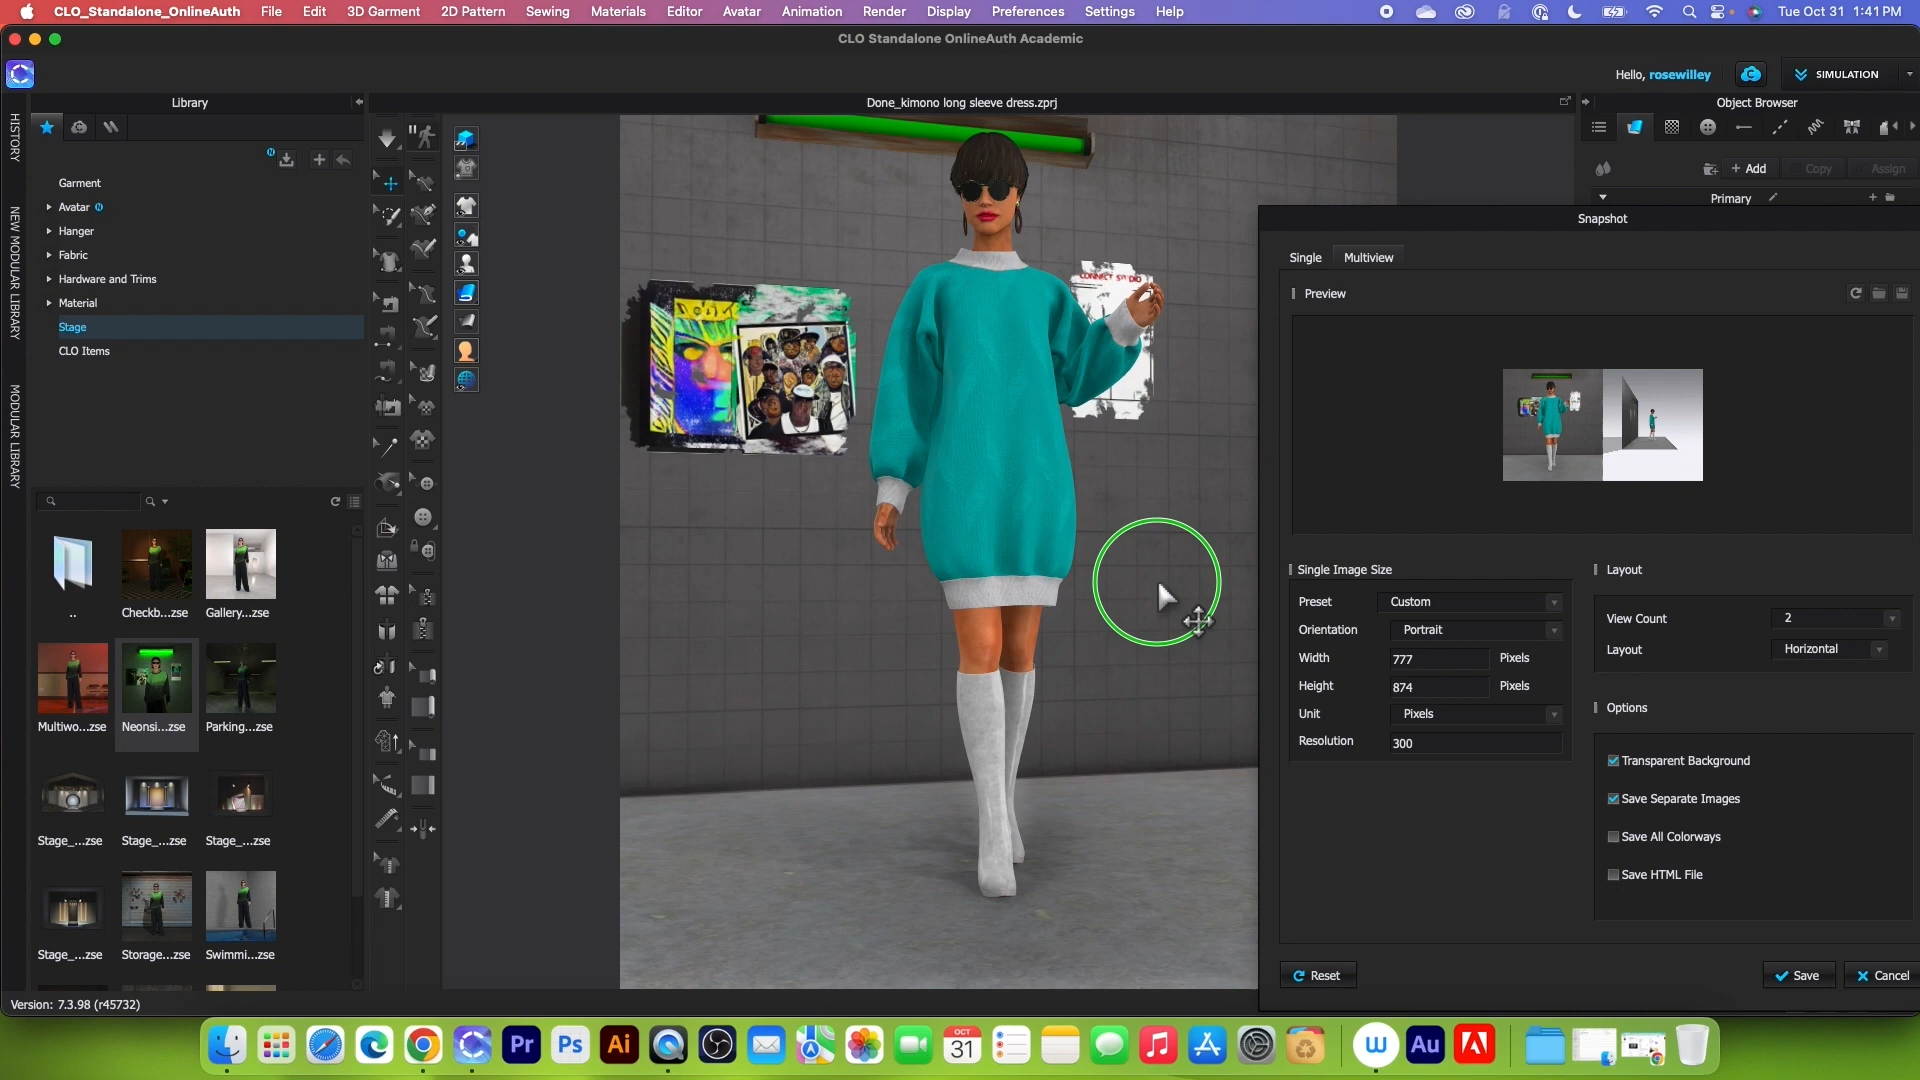 CLO_Standalone_OnlineAuth File Edit 3D Garment 2D Pattern Sewing Materials Editor Avatar Animation Render Display Preferences Settings Help Tue Oct 31 1:41 PM
CLO Standalone OnlineAuth Academic
Hello, rosewilley SIMULATION
Library
Done_kimono long sleeve dress.zprj
Object Browser
HISTORY
NEW MODULAR LIBRARY
MODULAR LIBRARY
Garment
Avatar N
Hanger
Fabric
Hardware and Trims
Material
Stage
CLO Items
+ Add Copy Assign
Primary
CONNECT STUDIO
Snapshot
Single Multiview
Preview
Single Image Size
Preset Custom
Orientation Portrait
Width 777 Pixels
Height 874 Pixels
Unit Pixels
Resolution 300
Layout
View Count 2
Layout Horizontal
Options
Transparent Background
Save Separate Images
Save All Colorways
Save HTML File
Reset
Save
Cancel
..
Checkb...zse
Gallery...zse
Multiwo...zse
Neonsi...zse
Parking...zse
Stage_...zse
Stage_...zse
Stage_...zse
Stage_...zse
Storage...zse
Swimmi...zse
Version: 7.3.98 (r45732)
Pr
Ps
Ai
OCT
31
Au